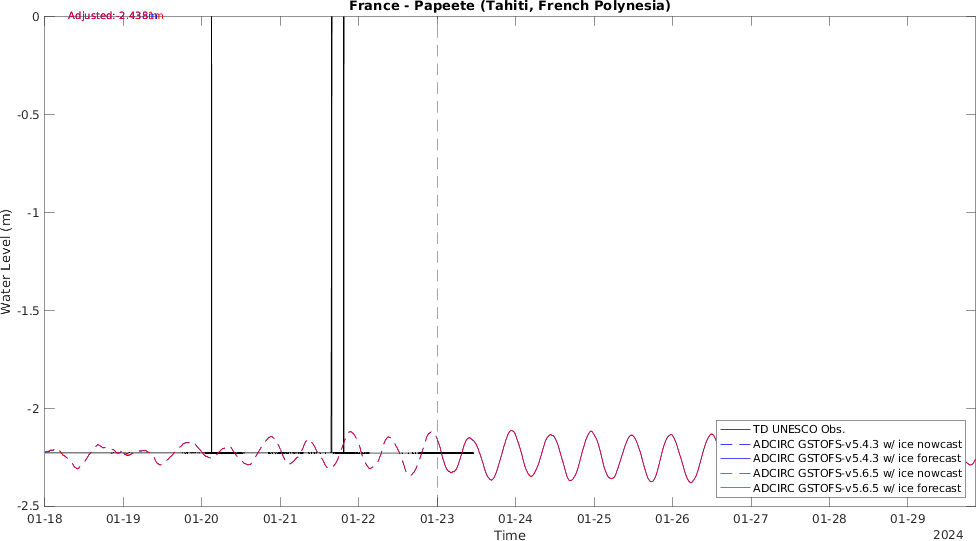 France - Papeete (Tahiti, French Polynesia)
Adjusted:
0
-0.5
-1
-1.5
-2
-2.5
Water Level (m)
01-18 01-19 01-20 01-21 01-22 01-23 01-24 01-25 01-26 01-27 01-28 01-29
Time
2024
TD UNESCO Obs.
ADCIRC GSTOFS-v5.4.3 w/ ice nowcast
ADCIRC GSTOFS-v5.4.3 w/ ice forecast
ADCIRC GSTOFS-v5.6.5 w/ ice nowcast
ADCIRC GSTOFS-v5.6.5 w/ ice forecast